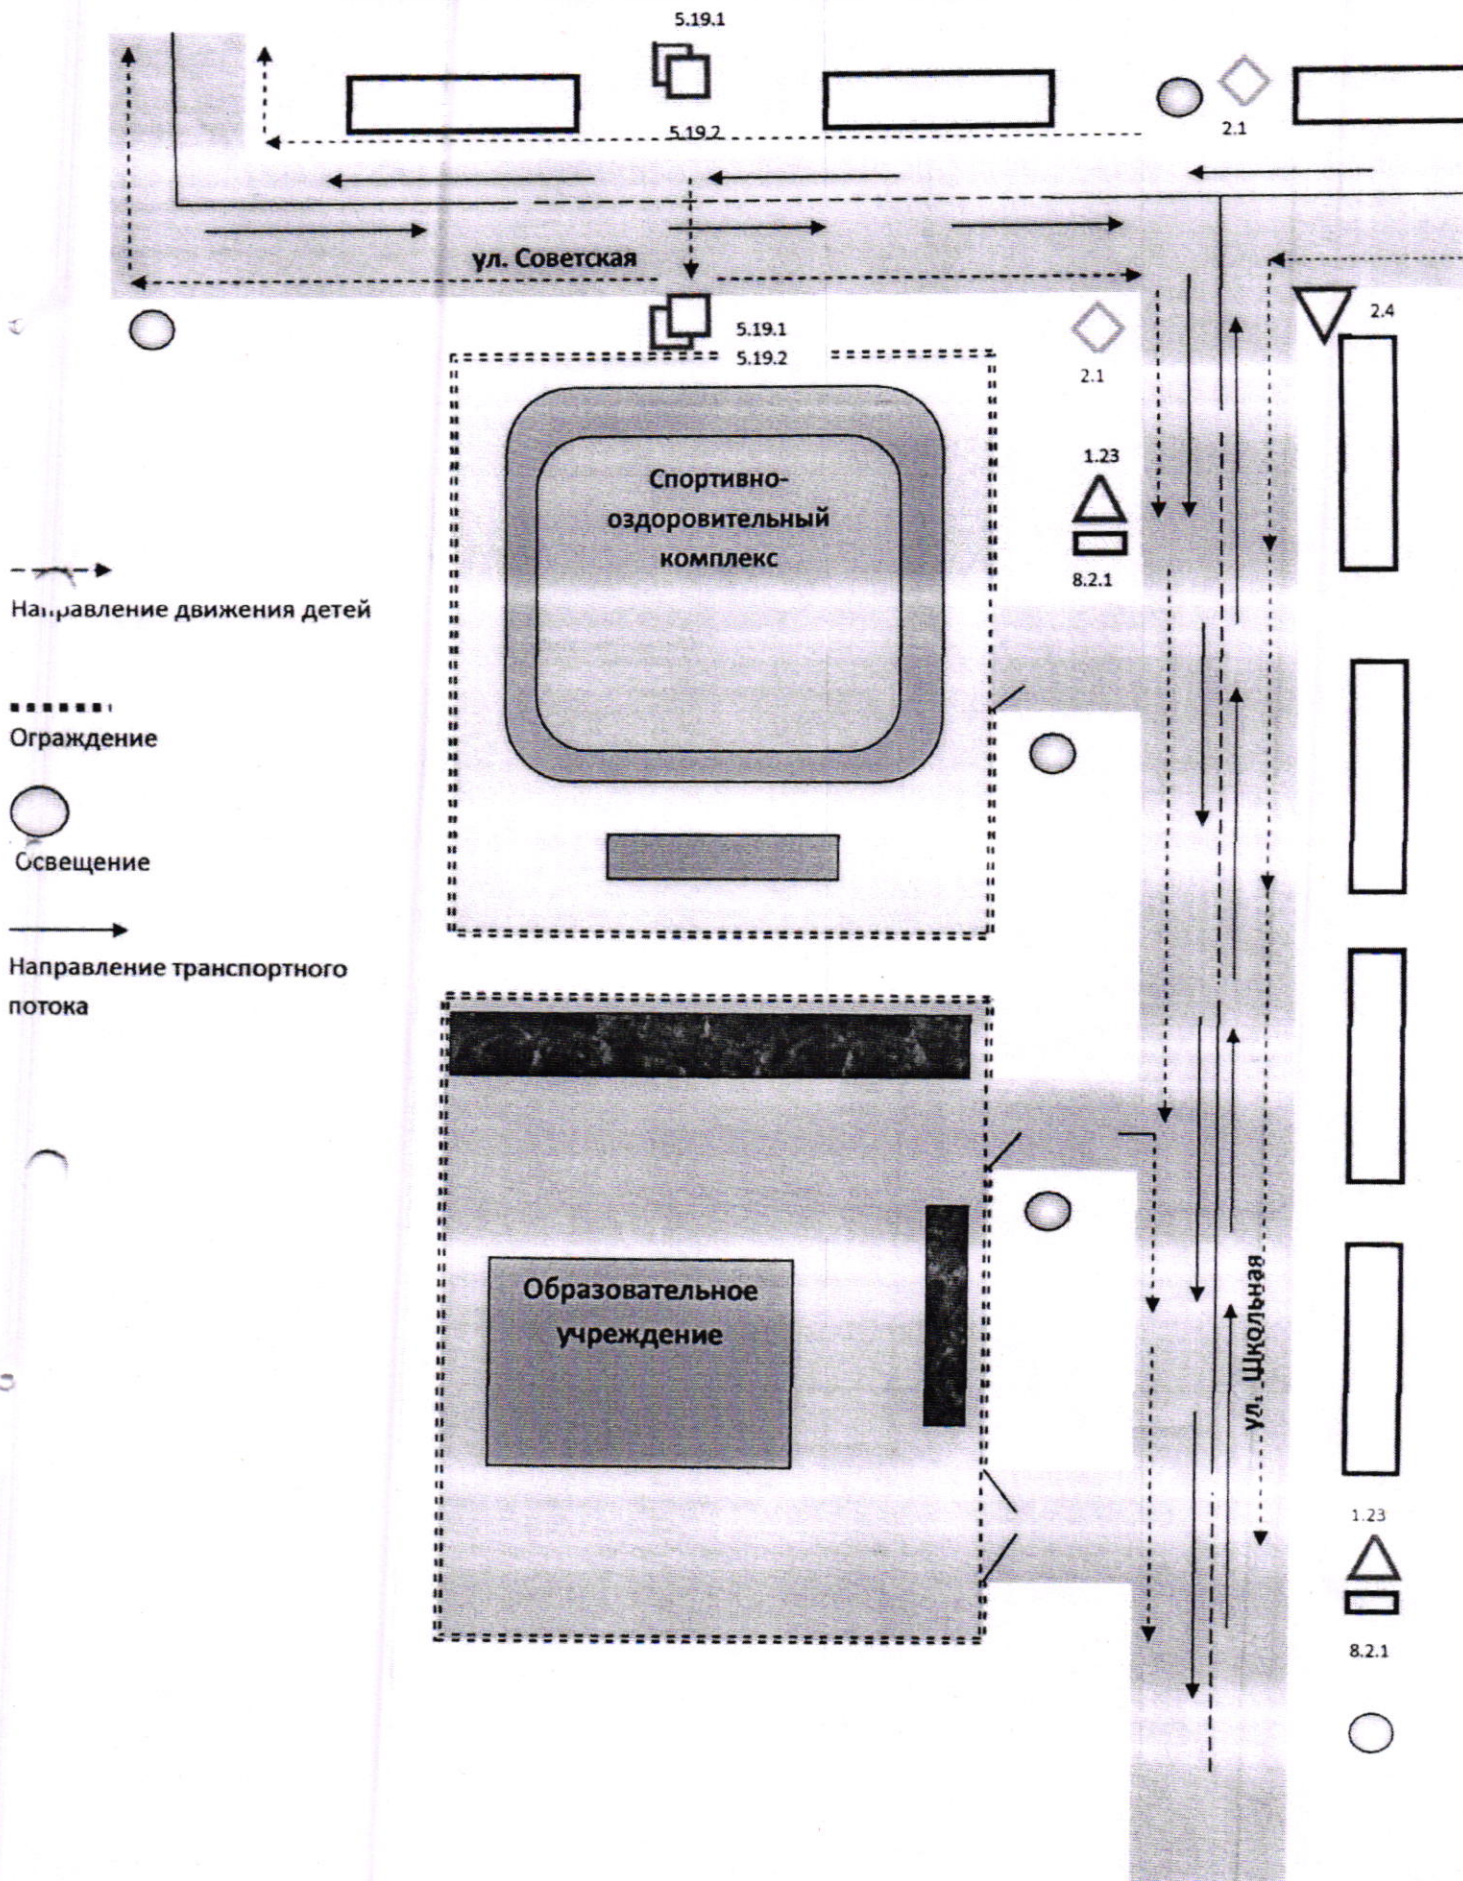 5.19.1
5.19.2
2.1
ул. Советская
5.19.1
5.19.2
2.1
2.4
1.23
8.2.1
Спортивно-
оздоровительный
комплекс
Направление движения детей
Ограждение
Освещение
Направление транспортного
потока
Образовательное
учреждение
ул. Школьная
1.23
8.2.1